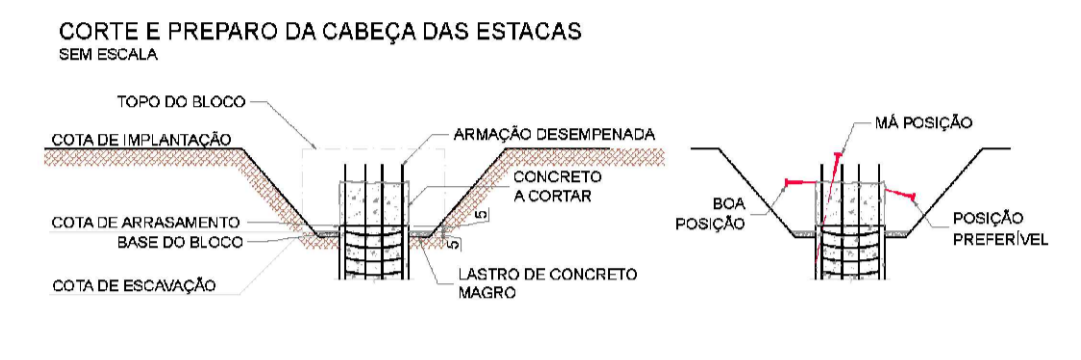 CORTE E PREPARO DA CABEÇA DAS ESTACAS
SEM ESCALA
TOPO DO BLOCO
COTA DE IMPLANTAÇÃO
ARMAÇÃO DESEMPENADA
CONCRETO
A CORTAR
COTA DE ARRASAMENTO
BASE DO BLOCO
5
5
COTA DE ESCAVAÇÃO
LASTRO DE CONCRETO
MAGRO
MÁ POSIÇÃO
BOA
POSIÇÃO
POSIÇÃO
PREFERÍVEL